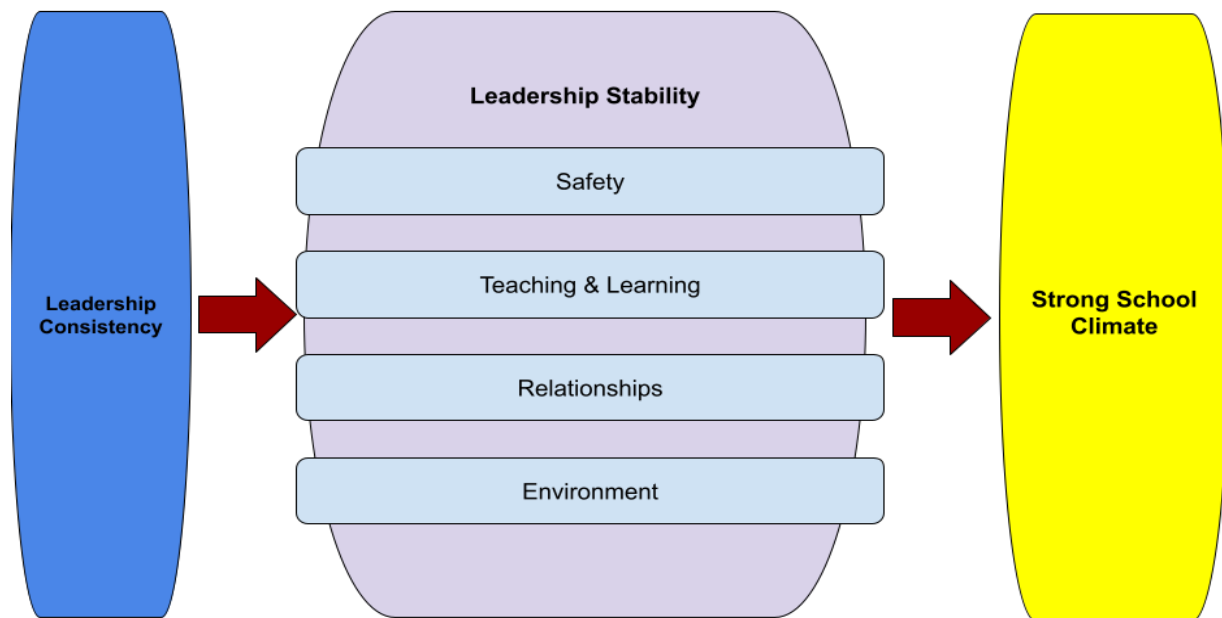 Leadership
Consistency
Leadership Stability
Safety
Teaching & Learning
Relationships
Environment
Strong School
Climate